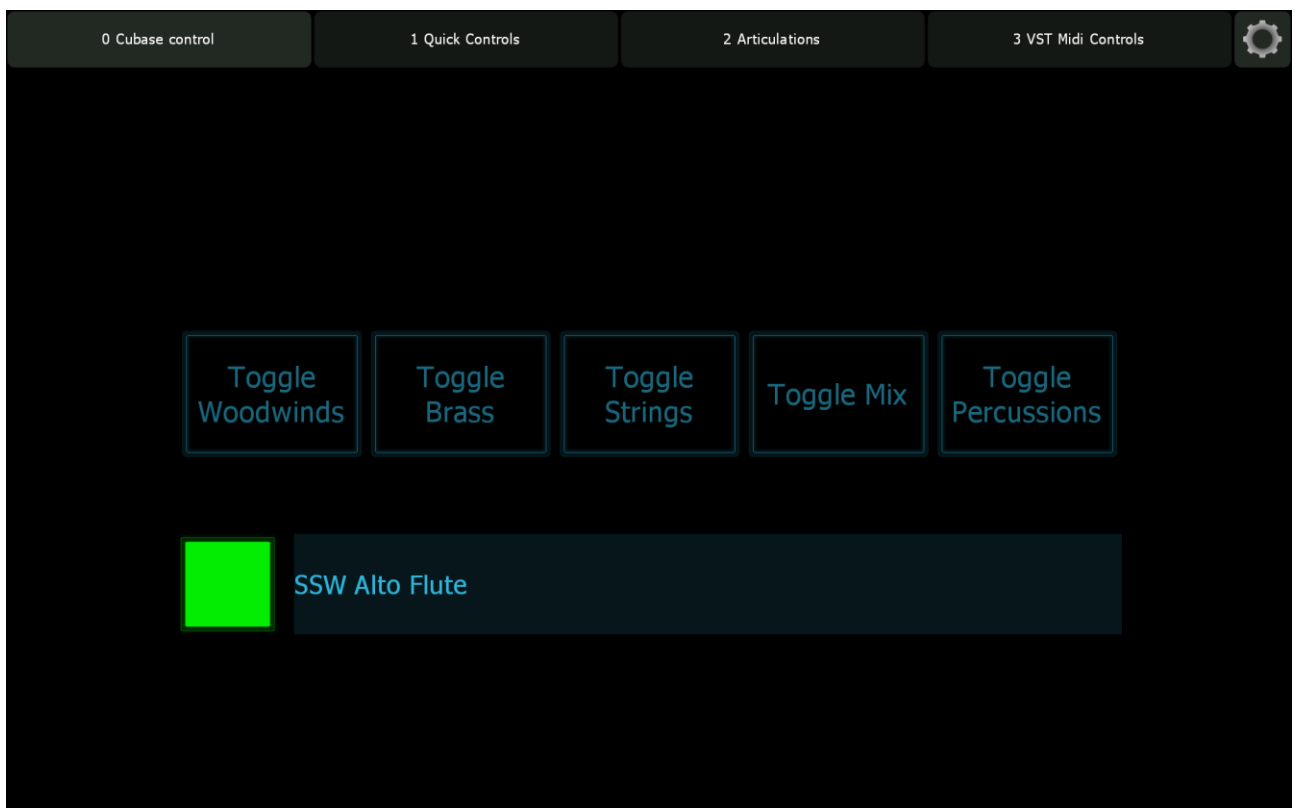 0 Cubase control
1 Quick Controls
2 Articulations
3 VST Midi Controls
Toggle
Woodwinds
Toggle
Brass
Toggle
Strings
Toggle Mix
Toggle
Percussions
SSW Alto Flute